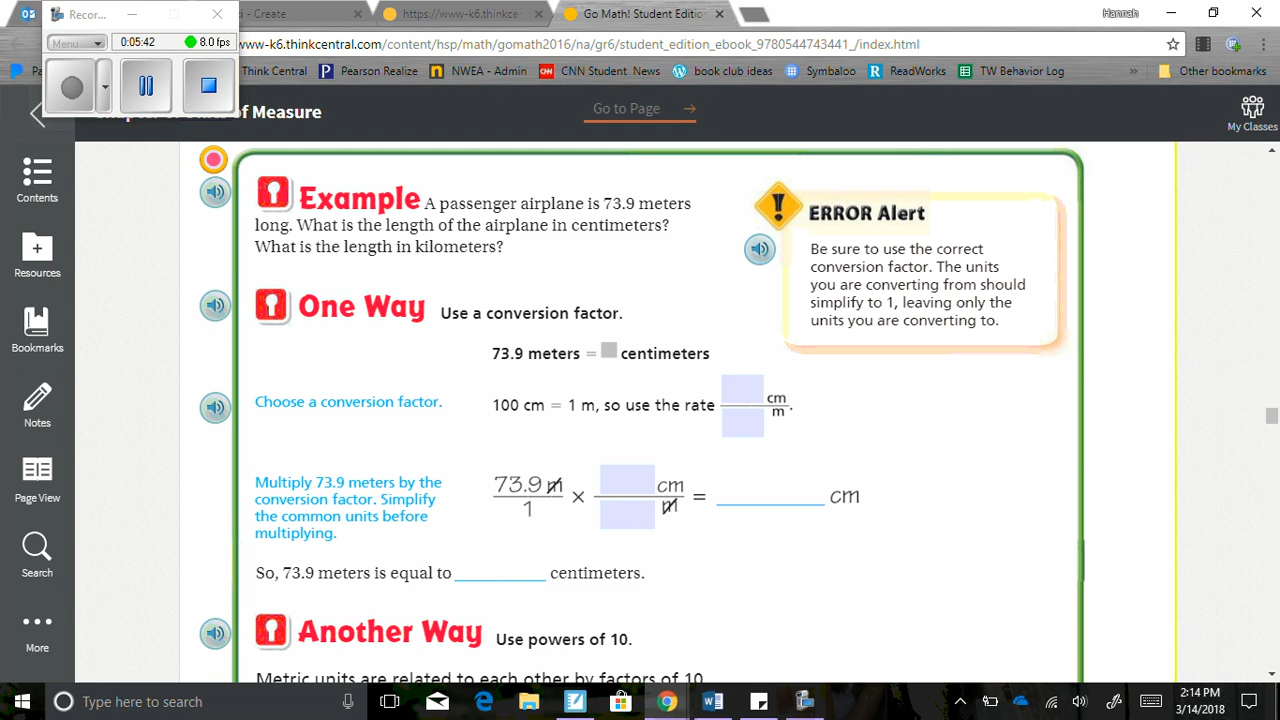 Recor...
Menu
0:05:42
8.0 fps
- Create
https://www-k6.thinkce
Go Math! Student Editio
Hannah
www-k6.thinkcentral.com/content/hsp/math/gomath2016/na/gr6/student_edition_ebook_9780544743441_/index.html
Think Central
Pearson Realize
NWEA - Admin
CNN Student News
book club ideas
Symbaloo
ReadWorks
TW Behavior Log
»
Other bookmarks
of Measure
Go to Page →
My Classes
Contents
Resources
Bookmarks
Notes
Page View
Search
More
Example A passenger airplane is 73.9 meters
long. What is the length of the airplane in centimeters?
What is the length in kilometers?
ERROR Alert
Be sure to use the correct
conversion factor. The units
you are converting from should
simplify to 1, leaving only the
units you are converting to.
One Way Use a conversion factor.
73.9 meters = centimeters
Choose a conversion factor.
100 cm = 1 m, so use the rate cm/m.
Multiply 73.9 meters by the
conversion factor. Simplify
the common units before
multiplying.
73.9 m/1 × cm/m = ________ cm
So, 73.9 meters is equal to ________ centimeters.
Another Way Use powers of 10.
Metric units are related to each other by factors of 10
Type here to search
2:14 PM
3/14/2018